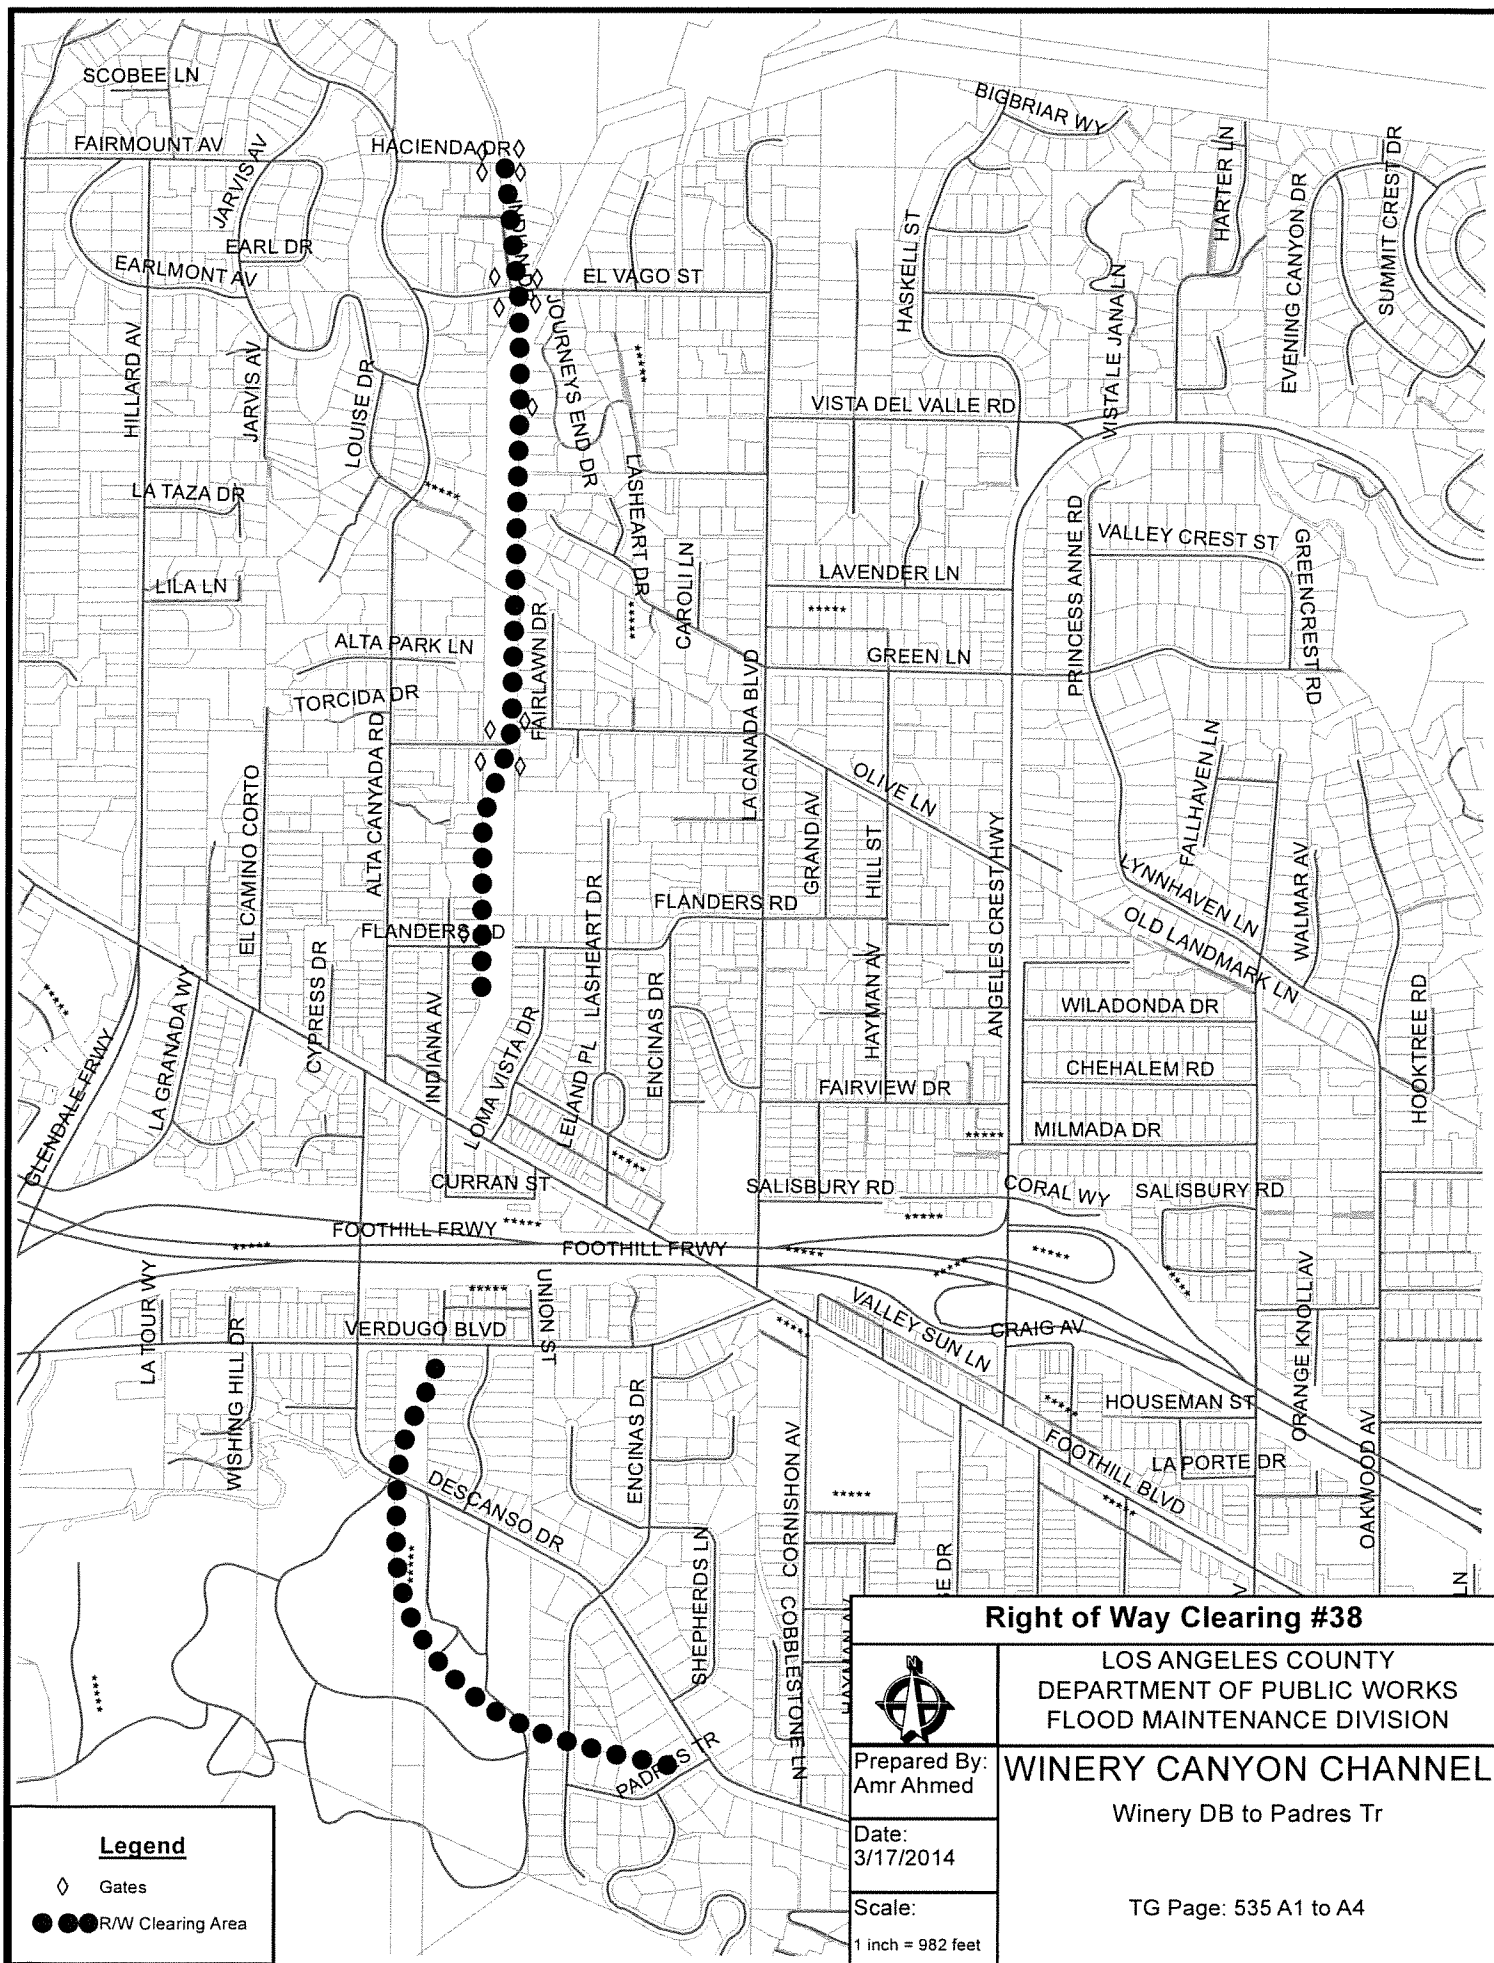 SCOBEE LN
FAIRMOUNT AV
JARVIS AV
HACIENDA DR
BIGBRIAR WY
HARTER LN
SUMMIT CREST DR
EARL DR
EARLMONT AV
EL VAGO ST
HASKELL ST
EVENING CANYON DR
VISTA LE JANA LN
HILLARD AV
JARVIS AV
LOUISE DR
JOURNEYS END DR
*****
VISTA DEL VALLE RD
LA TAZA DR
*****
LASHEART DR
PRINCESS ANNE RD
VALLEY CREST ST
GREENCREST RD
LILA LN
CAROLI LN
LAVENDER LN
*****
*****
ALTA PARK LN
FAIRLAWN DR
GREEN LN
TORCIDA DR
ALTA CANYADA RD
LA CANADA BLVD
OLIVE LN
FALLHAVEN LN
EL CAMINO CORTO
GRAND AV
HILL ST
ANGELES CREST HWY
LYNNHAVEN LN
WALMAR AV
FLANDERS RD
LASHEART DR
FLANDERS RD
OLD LANDMARK LN
*****
LA GRANADA WY
CYPRESS DR
INDIANA AV
LOMA VISTA DR
LELAND PL
ENCINAS DR
HAYMAN AV
WILADONDA DR
HOOKTREE RD
CHEHALEM RD
FAIRVIEW DR
GLENDALE FRWY
*****
MILMADA DR
*****
CURRAN ST
SALISBURY RD
CORAL WY
SALISBURY RD
FOOTHILL FRWY
*****
*****
*****
FOOTHILL FRWY
*****
*****
*****
*****
LA TOUR WY
WISHING HILL DR
*****
UNION ST
VERDUGO BLVD
*****
VALLEY SUN LN
CRAIG AV
ORANGE KNOLL AV
ENCINAS DR
CORNISHON AV
*****
HOUSEMAN ST
OAKWOOD AV
DESCANSO DR
*****
FOOTHILL BLVD
LA PORTE DR
*****
*****
SHEPHERDS LN
COBBLESTONE LN
GE DR
V
LN
*****
PADRES TR
Right of Way Clearing #38
N
LOS ANGELES COUNTY
DEPARTMENT OF PUBLIC WORKS
FLOOD MAINTENANCE DIVISION
Prepared By:
Amr Ahmed
WINERY CANYON CHANNEL
Winery DB to Padres Tr
Date:
3/17/2014
Scale:
1 inch = 982 feet
TG Page: 535 A1 to A4
Legend
Gates
R/W Clearing Area